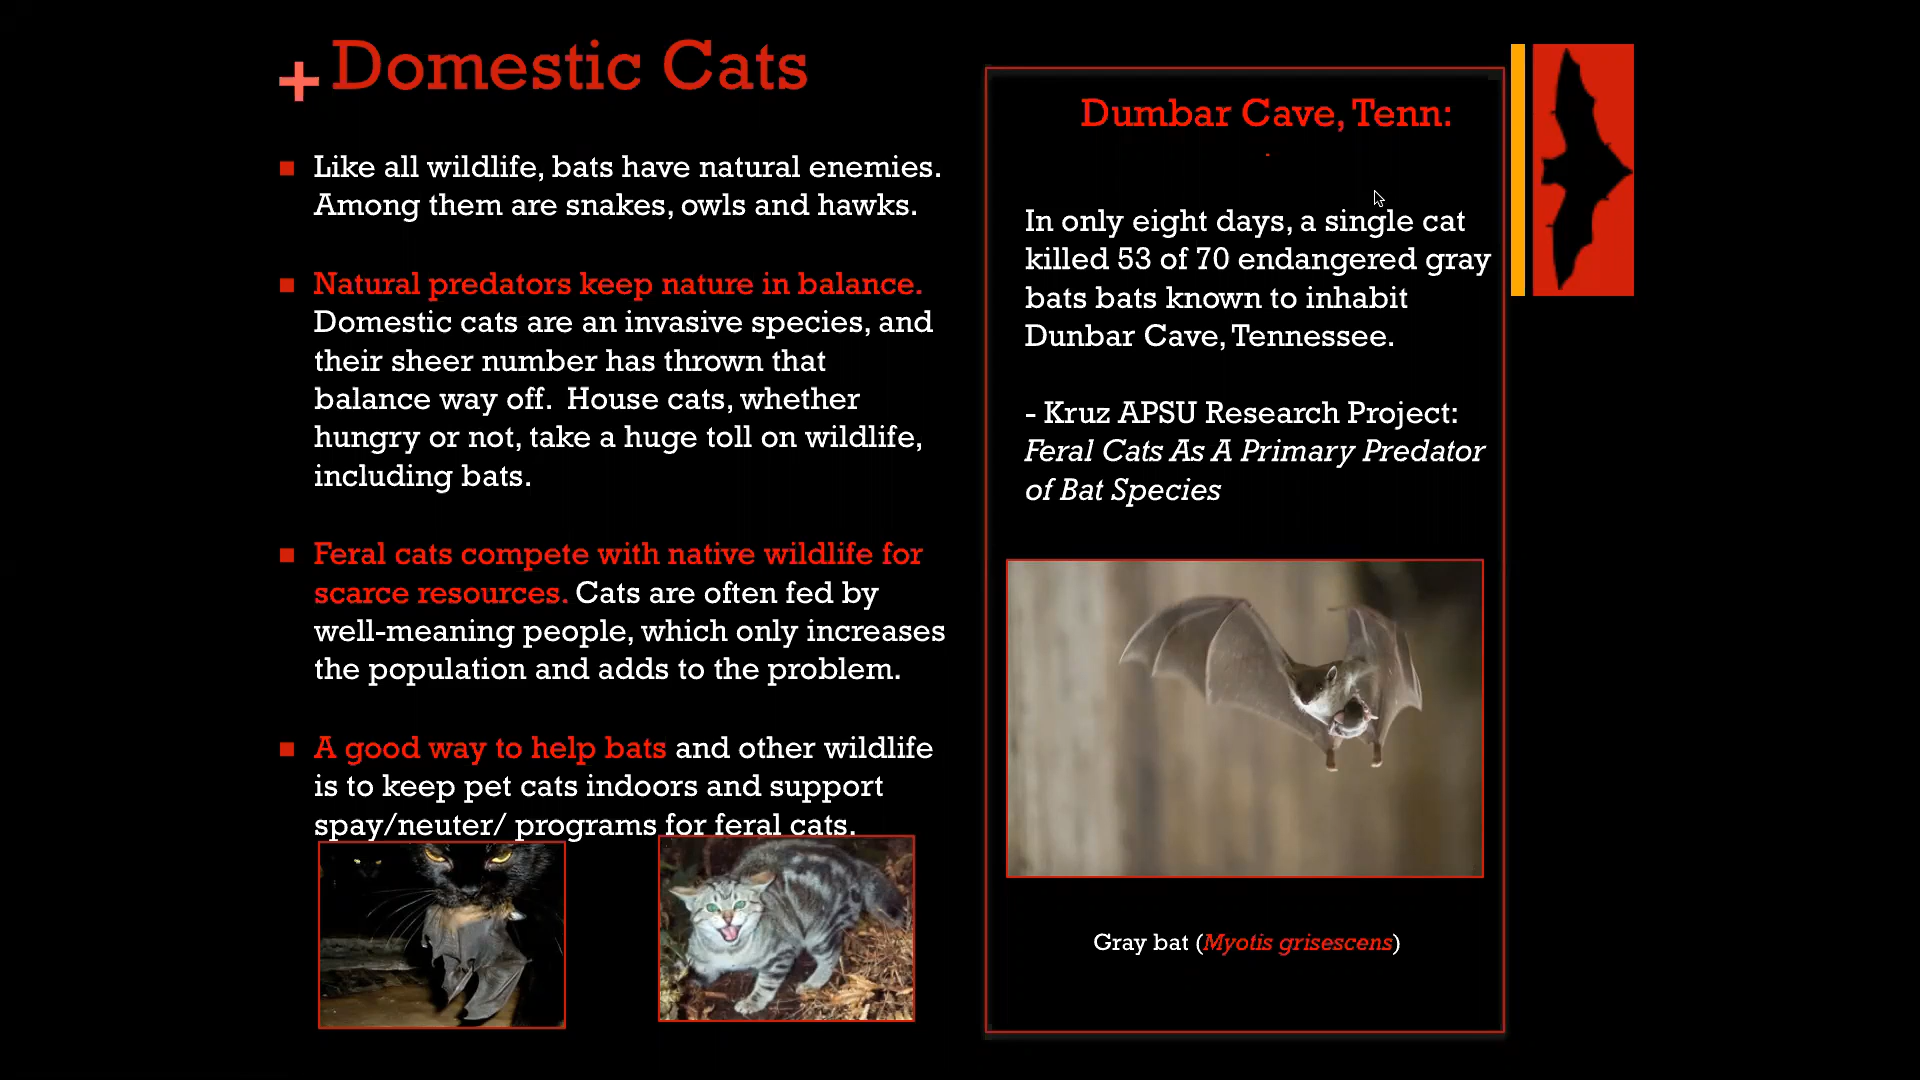 + Domestic Cats
Like all wildlife, bats have natural enemies.
Among them are snakes, owls and hawks.
Natural predators keep nature in balance.
Domestic cats are an invasive species, and
their sheer number has thrown that
balance way off. House cats, whether
hungry or not, take a huge toll on wildlife,
including bats.
Feral cats compete with native wildlife for
scarce resources. Cats are often fed by
well-meaning people, which only increases
the population and adds to the problem.
A good way to help bats and other wildlife
is to keep pet cats indoors and support
spay/neuter/ programs for feral cats.
Dumbar Cave, Tenn:
In only eight days, a single cat
killed 53 of 70 endangered gray
bats bats known to inhabit
Dunbar Cave, Tennessee.
- Kruz APSU Research Project:
Feral Cats As A Primary Predator
of Bat Species
Gray bat (Myotis grisescens)